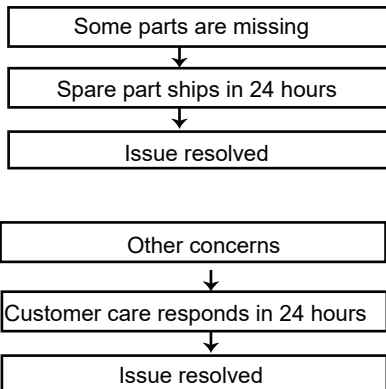 Some parts are missing
Spare part ships in 24 hours
Issue resolved
Other concerns
Customer care responds in 24 hours
Issue resolved